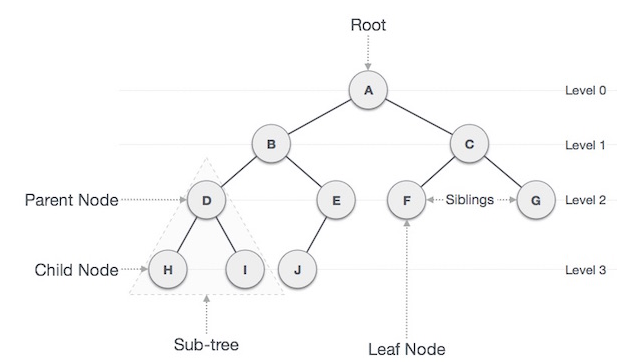 Root
A
Level 0
B
C
Level 1
Parent Node
D
E
F
Siblings
G
Level 2
Child Node
H
I
J
Level 3
Sub-tree
Leaf Node